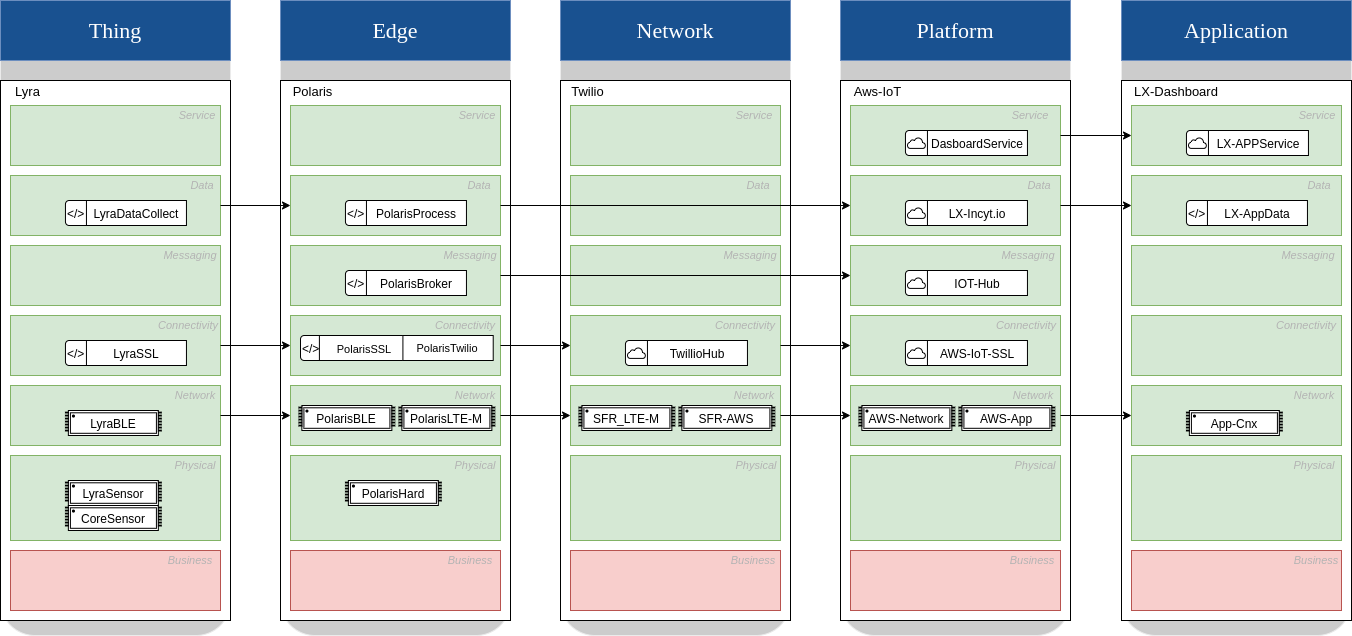 Thing
Edge
Network
Platform
Application
Lyra
Polaris
Twilio
Aws-IoT
LX-Dashboard
Service
Service
Service
Service
Service
DasboardService
LX-APPService
Data
Data
Data
Data
Data
</> LyraDataCollect
</> PolarisProcess
LX-Incyt.io
</> LX-AppData
Messaging
Messaging
Messaging
Messaging
Messaging
</> PolarisBroker
IOT-Hub
Connectivity
Connectivity
Connectivity
Connectivity
Connectivity
</> LyraSSL
</> PolarisSSL PolarisTwilio
TwillioHub
AWS-IoT-SSL
Network
Network
Network
Network
Network
LyraBLE
PolarisBLE PolarisLTE-M
SFR_LTE-M SFR-AWS
AWS-Network AWS-App
App-Cnx
Physical
Physical
Physical
Physical
Physical
LyraSensor
CoreSensor
PolarisHard
Business
Business
Business
Business
Business